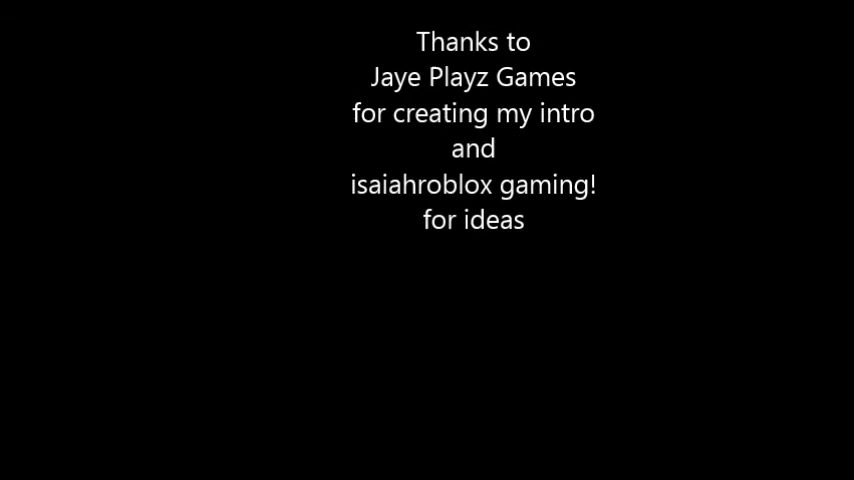 Thanks to
Jaye Playz Games
for creating my intro
and
isaiahroblox gaming!
for ideas